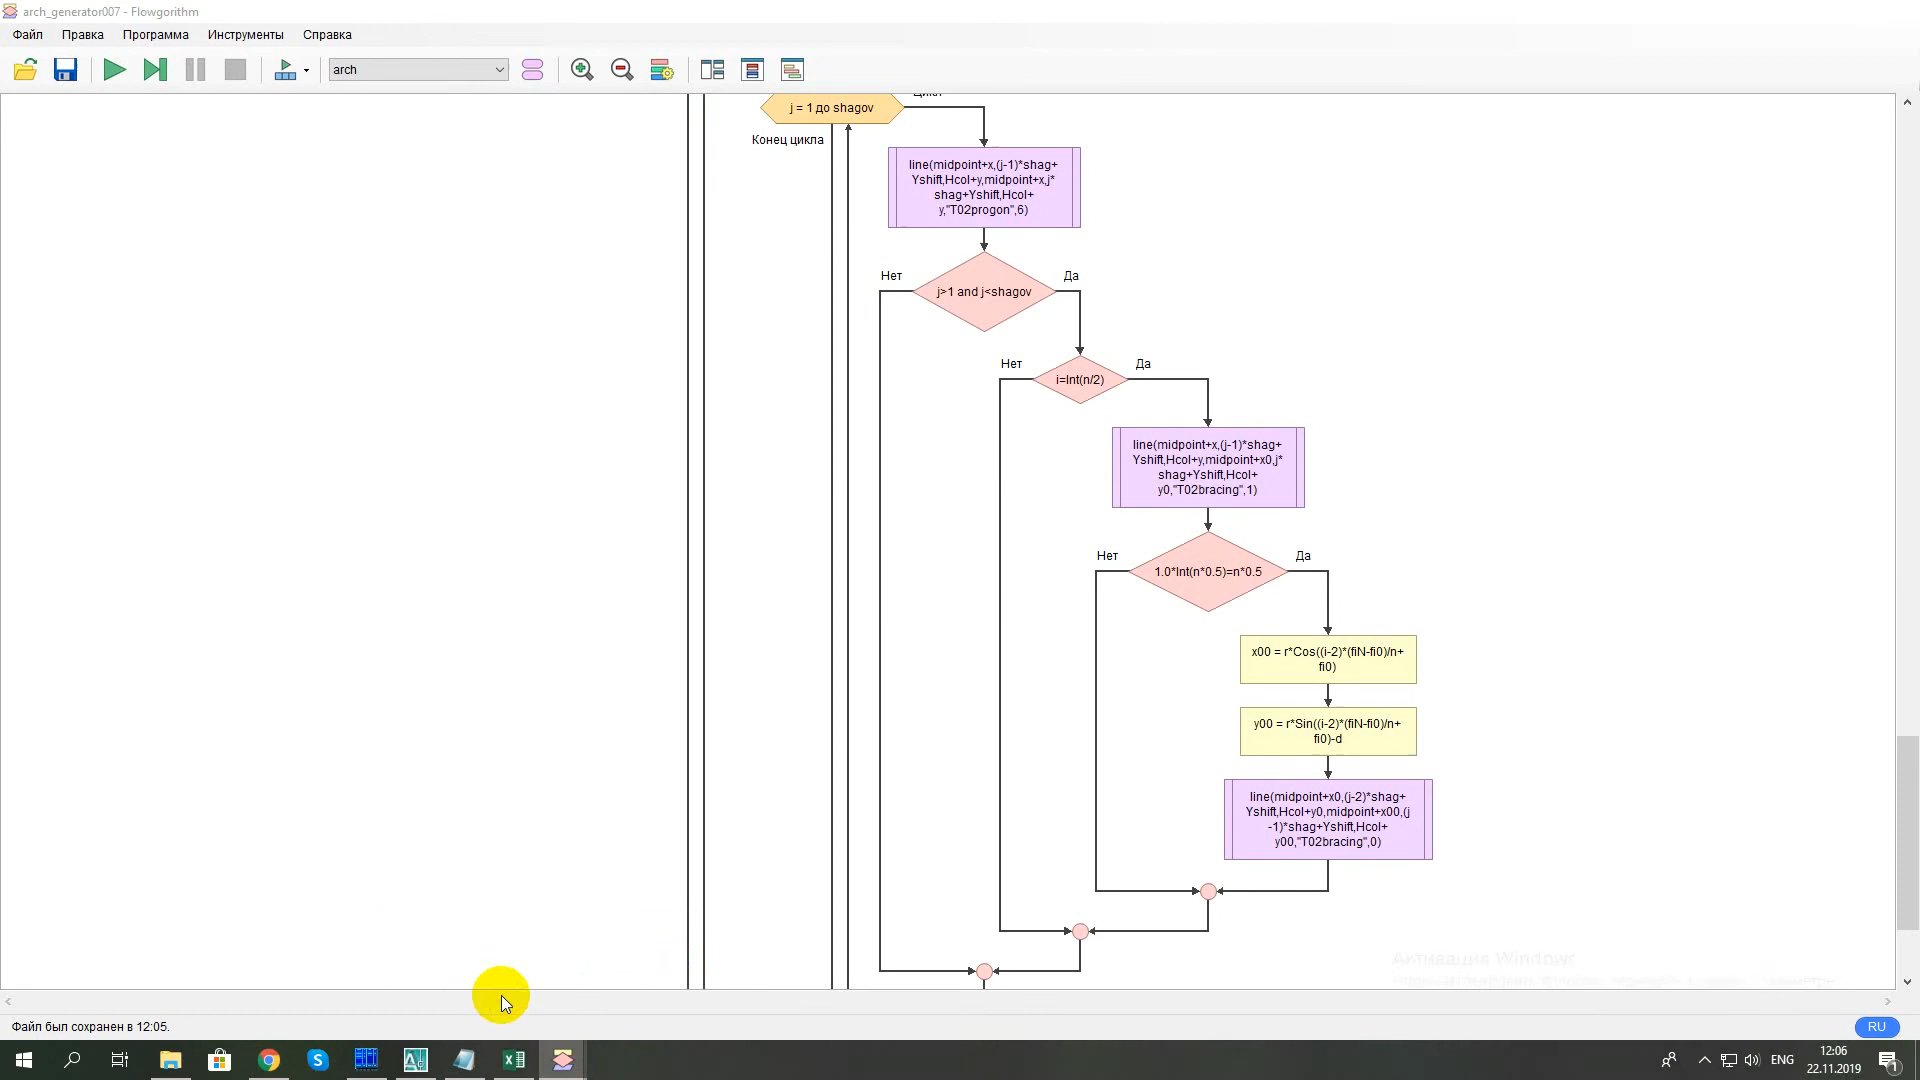 arch_generator007 - Flowgorithm
Файл Правка Программа Инструменты Справка
arch
Цикл
j = 1 до shagov
Конец цикла
line(midpoint+x,(j-1)*shag+
Yshift,Hcol+y,midpoint+x,j*
shag+Yshift,Hcol+
y,"T02progon",6)
Нет
Да
j>1 and j<shagov
Нет
Да
i=Int(n/2)
line(midpoint+x,(j-1)*shag+
Yshift,Hcol+y,midpoint+x0,j*
shag+Yshift,Hcol+
y0,"T02bracing",1)
Нет
Да
1.0*Int(n*0.5)=n*0.5
x00 = r*Cos((i-2)*(fiN-fi0)/n+
fi0)
y00 = r*Sin((i-2)*(fiN-fi0)/n+
fi0)-d
line(midpoint+x0,(j-2)*shag+
Yshift,Hcol+y0,midpoint+x00,(j
-1)*shag+Yshift,Hcol+
y00,"T02bracing",0)
Активация Windows
Файл был сохранен в 12:05.
RU
ENG
12:06
22.11.2019
1